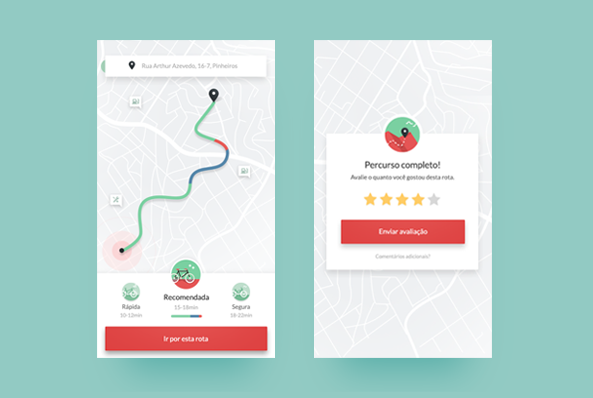 Rua Arthur Azevedo, 16-7, Pinheiros
Rápida
10-12min
Recomendada
15-18min
Segura
18-22min
Ir por esta rota
Percurso completo!
Avalie o quanto você gostou desta rota.
Enviar avaliação
Comentários adicionais?